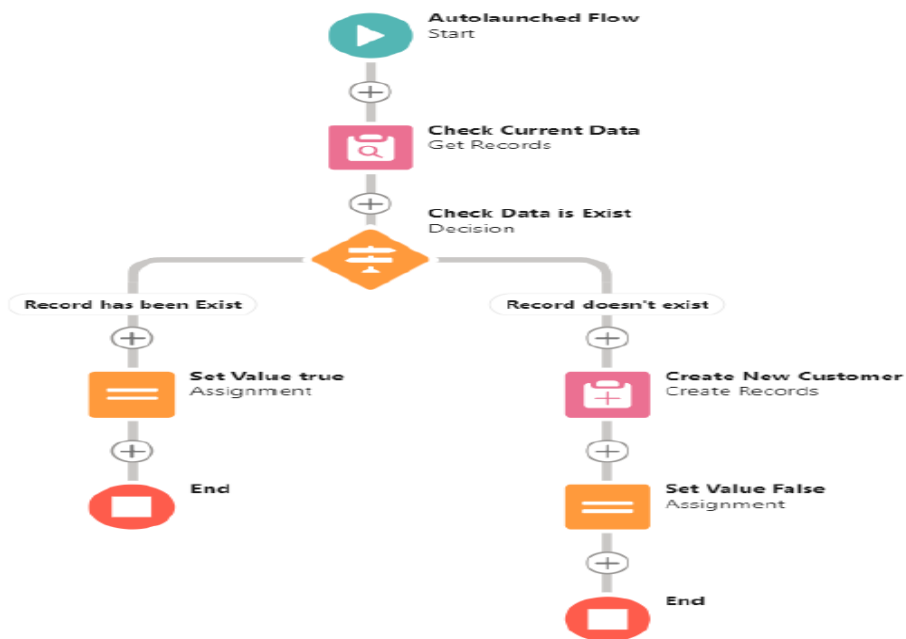 Autolaunched Flow
Start
Check Current Data
Get Records
Check Data is Exist
Decision
Record has been Exist
Record doesn't exist
Set Value true
Assignment
Create New Customer
Create Records
End
Set Value False
Assignment
End